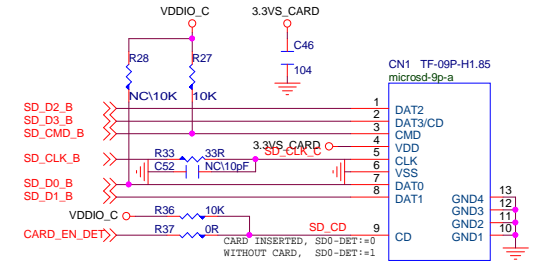 VDDIO_C
3.3VS_CARD
R28
R27
C46
104
NC\10K
10K
CN1 TF-09P-H1.85
microsd-9p-a
SD_D2_B
1
DAT2
SD_D3_B
2
DAT3/CD
SD_CMD_B
3
CMD
3.3VS_CARD
4
VDD
SD_CLK_B
R33
33R
SD_CLK_C
5
CLK
C52
NC\10pF
6
VSS
SD_D0_B
7
DAT0
SD_D1_B
8
DAT1
13
GND4
12
GND3
11
GND2
10
GND1
VDDIO_C
R36
10K
CARD_EN_DET
R37
0R
SD_CD
9
CD
CARD INSERTED, SD0-DET:=0
WITHOUT CARD, SD0-DET:=1